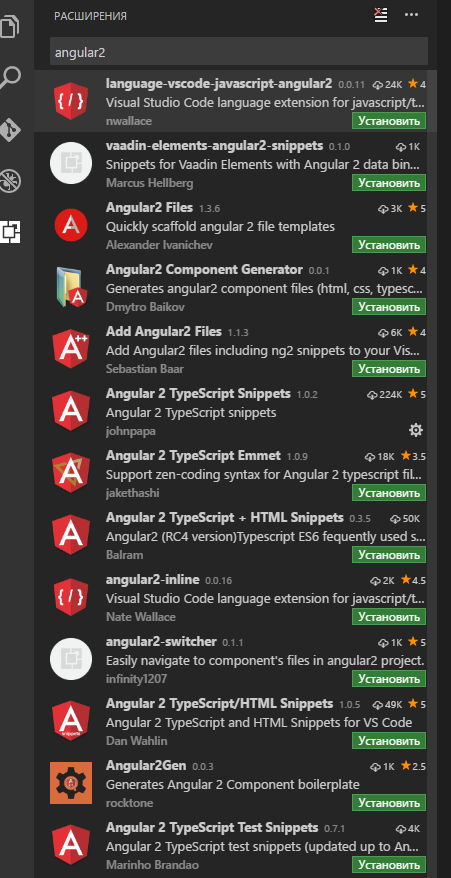 РАСШИРЕНИЯ
angular2
language-vscode-javascript-angular2 0.0.11 24K ★ 4
Visual Studio Code language extension for javascript/t...
nwallace Установить
vaadin-elements-angular2-snippets 0.1.0 1K
Snippets for Vaadin Elements with Angular 2 data bin...
Marcus Hellberg Установить
Angular2 Files 1.3.6 3K ★ 5
Quickly scaffold angular 2 file templates
Alexander Ivanichev Установить
Angular2 Component Generator 0.0.1 1K ★ 4
Generates angular2 component files (html, css, typesc...
Dmytro Baikov Установить
A++
Add Angular2 Files 1.1.3 6K ★ 4
Add Angular2 files including ng2 snippets to your Vis...
Sebastian Baar Установить
Angular 2 TypeScript Snippets 1.0.2 224K ★ 5
Angular 2 TypeScript snippets
johnpapa
Angular 2 TypeScript Emmet 1.0.9 18K ★ 3.5
Support zen-coding syntax for Angular 2 typescript fil...
jakethashi Установить
Angular 2 TypeScript + HTML Snippets 0.3.5 50K
Angular2 (RC4 version)Typescript ES6 fequently used s...
Balram Установить
angular2-inline 0.0.16 2K ★ 4.5
Visual Studio Code language extension for javascript/t...
Nate Wallace Установить
angular2-switcher 0.1.1 1K ★ 5
Easily navigate to component's files in angular2 project.
infinity1207 Установить
Angular 2 TypeScript/HTML Snippets 1.0.5 49K ★ 5
Angular 2 TypeScript and HTML Snippets for VS Code
snippets
Dan Wahlin Установить
Angular2Gen 0.0.3 1K ★ 2.5
Generates Angular 2 Component boilerplate
rocktone Установить
Angular 2 TypeScript Test Snippets 0.7.1 4K
Angular 2 TypeScript test snippets (updated up to An...
Marinho Brandao Установить